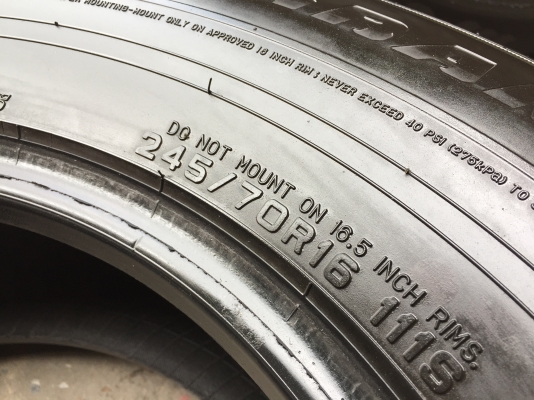 MOUNTING-MOUNT ONLY ON APPROVED 16 INCH RIM; NEVER EXCEED 40 PSI (275kPa) TO
DO NOT MOUNT ON 16.5 INCH RIMS.
245/70R16 111S